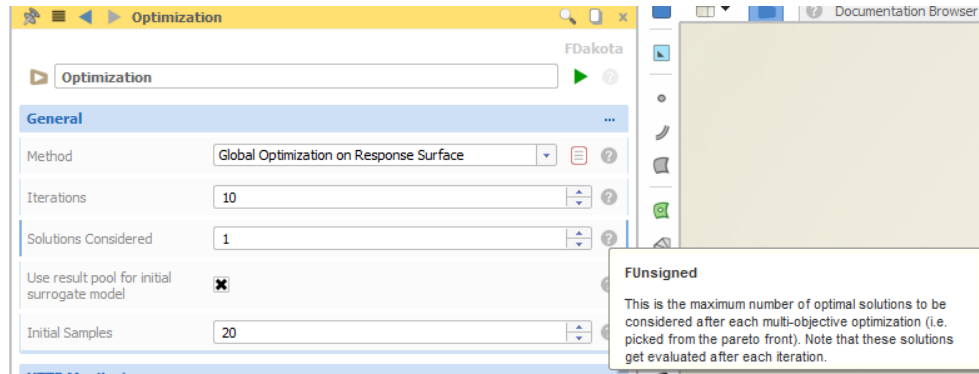 Optimization
Documentation Browser
FDakota
Optimization
General
Method
Global Optimization on Response Surface
Iterations
10
Solutions Considered
1
Use result pool for initial
surrogate model
Initial Samples
20
FUnsigned
This is the maximum number of optimal solutions to be
considered after each multi-objective optimization (i.e.
picked from the pareto front). Note that these solutions
get evaluated after each iteration.